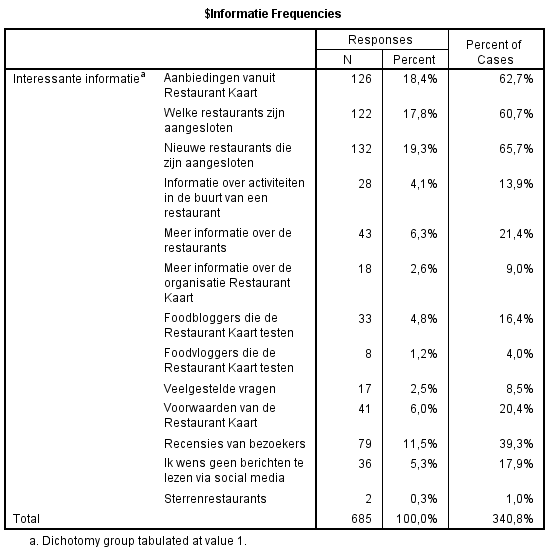 $Informatie Frequencies
Responses
Percent of
Cases
N Percent
Interessante informatie^a Aanbiedingen vanuit
Restaurant Kaart 126 18,4% 62,7%
Welke restaurants zijn
aangesloten 122 17,8% 60,7%
Nieuwe restaurants die
zijn aangesloten 132 19,3% 65,7%
Informatie over activiteiten
in de buurt van een
restaurant 28 4,1% 13,9%
Meer informatie over de
restaurants 43 6,3% 21,4%
Meer informatie over de
organisatie Restaurant
Kaart 18 2,6% 9,0%
Foodbloggers die de
Restaurant Kaart testen 33 4,8% 16,4%
Foodvloggers die de
Restaurant Kaart testen 8 1,2% 4,0%
Veelgestelde vragen 17 2,5% 8,5%
Voorwaarden van de
Restaurant Kaart 41 6,0% 20,4%
Recensies van bezoekers 79 11,5% 39,3%
Ik wens geen berichten te
lezen via social media 36 5,3% 17,9%
Sterrenrestaurants 2 0,3% 1,0%
Total 685 100,0% 340,8%
a. Dichotomy group tabulated at value 1.